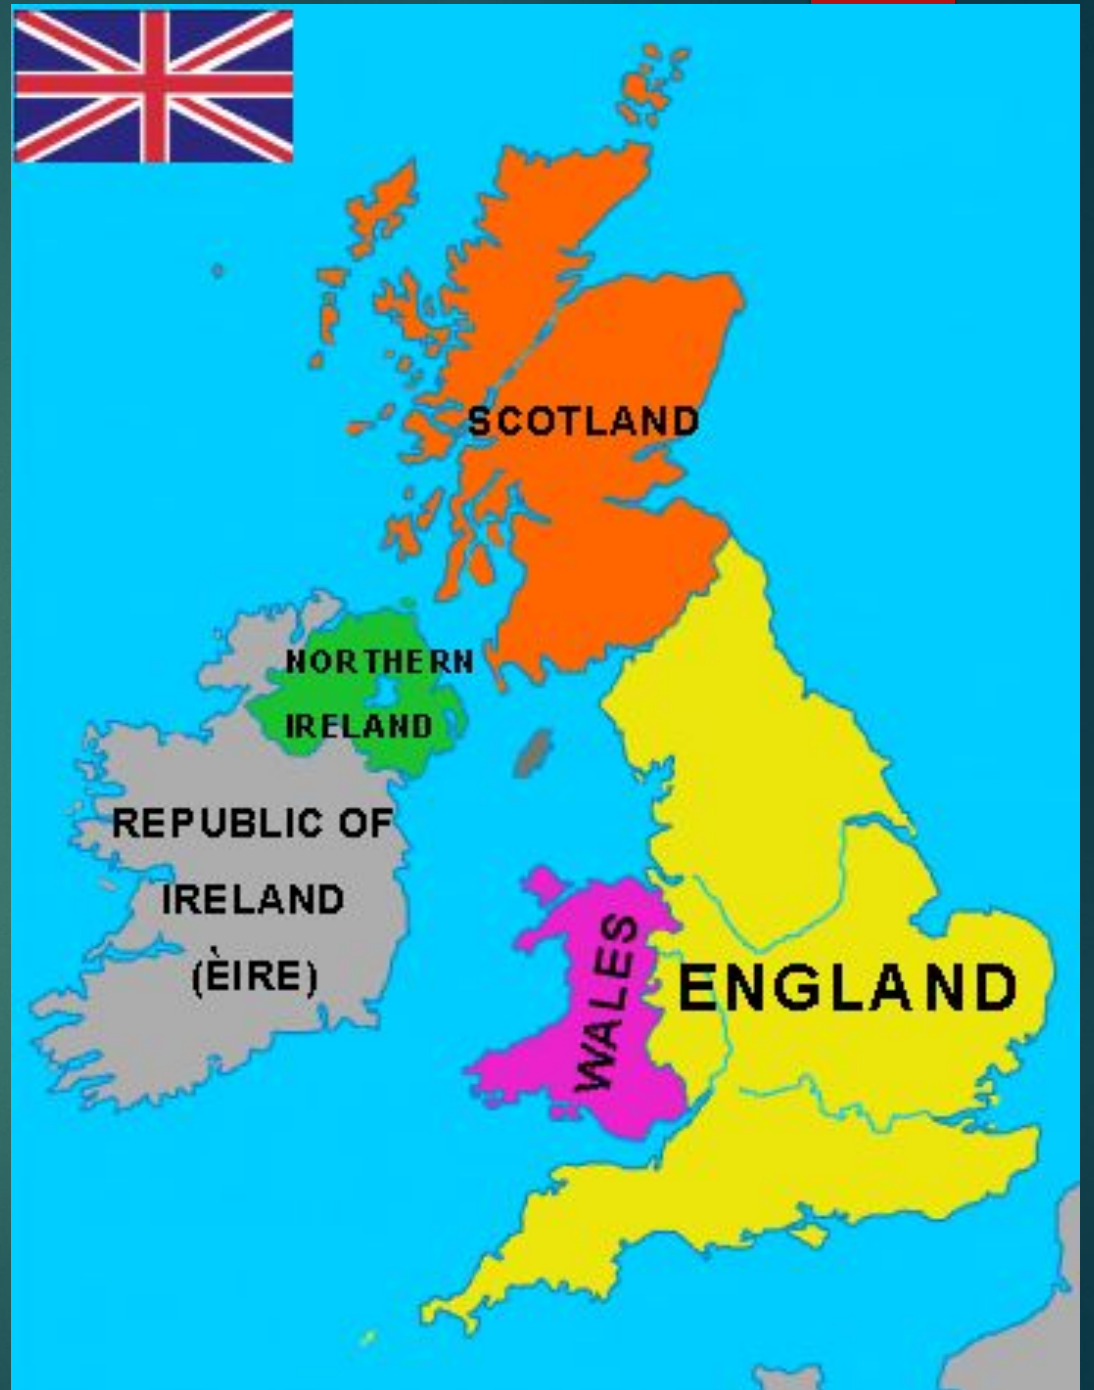 SCOTLAND
NORTHERN
IRELAND
REPUBLIC OF
IRELAND
(ÈIRE)
WALES
ENGLAND